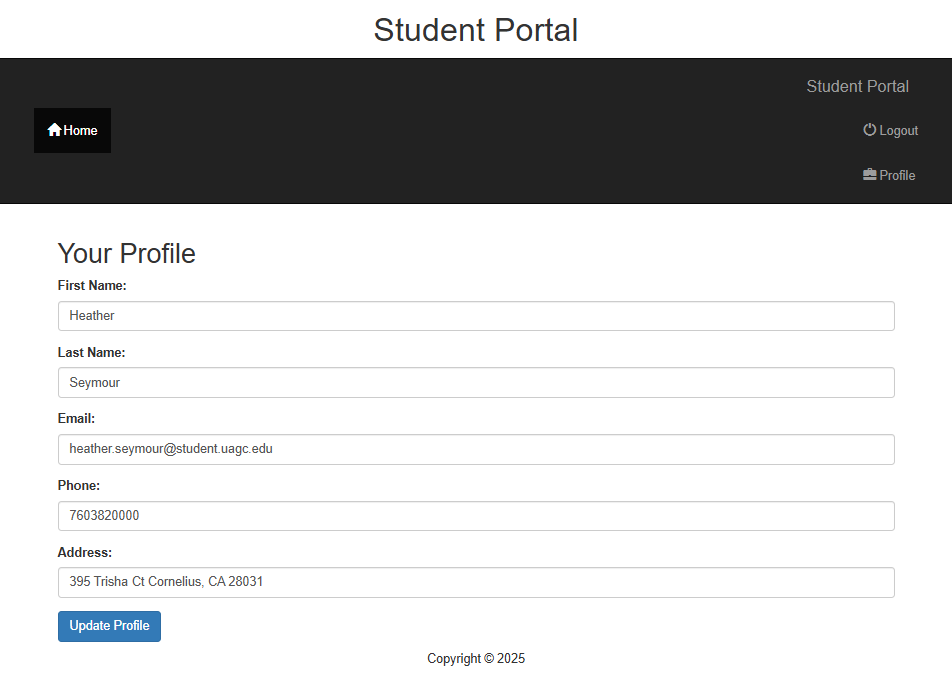 Student Portal
Student Portal
Home
Logout
Profile
Your Profile
First Name:
Heather
Last Name:
Seymour
Email:
heather.seymour@student.uagc.edu
Phone:
7603820000
Address:
395 Trisha Ct Cornelius, CA 28031
Update Profile
Copyright © 2025